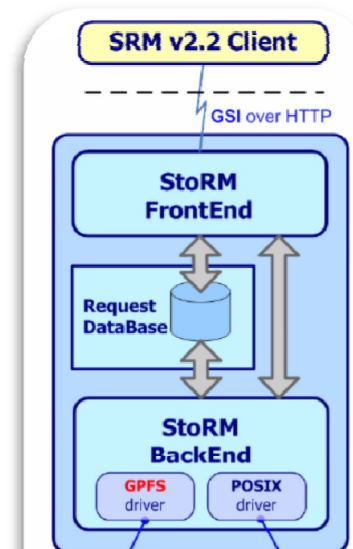 SRM v2.2 Client
GSI over HTTP
StoRM
FrontEnd
Request
DataBase
StoRM
BackEnd
GPFS
driver
POSIX
driver